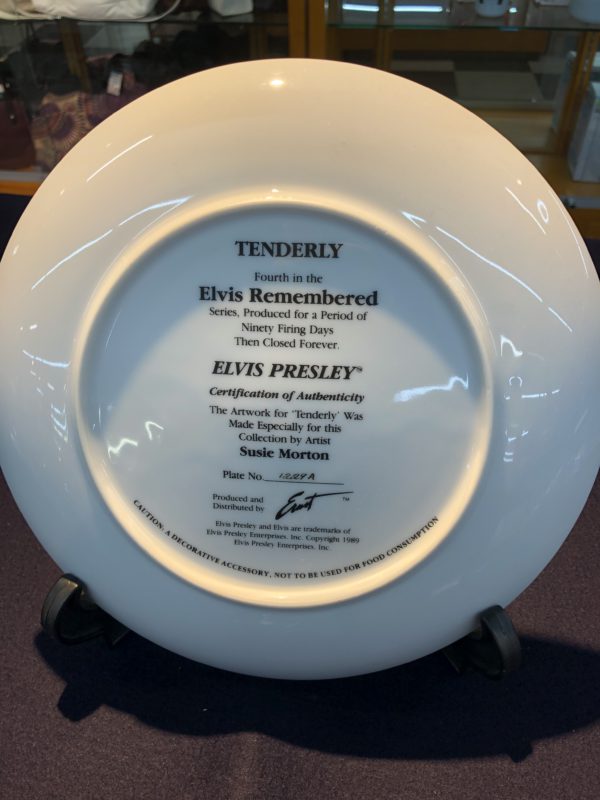 TENDERLY
Fourth in the
Elvis Remembered
Series, Produced for a Period of
Ninety Firing Days
Then Closed Forever.
ELVIS PRESLEY™
Certification of Authenticity
The Artwork for 'Tenderly' Was
Made Especially for this
Collection by Artist
Susie Morton
Plate No. 1229A
Produced and
Distributed by Ernst ™
Elvis Presley and Elvis are trademarks of
Elvis Presley Enterprises. Inc. Copyright 1989
Elvis Presley Enterprises. Inc.
CAUTION: A DECORATIVE ACCESSORY, NOT TO BE USED FOR FOOD CONSUMPTION